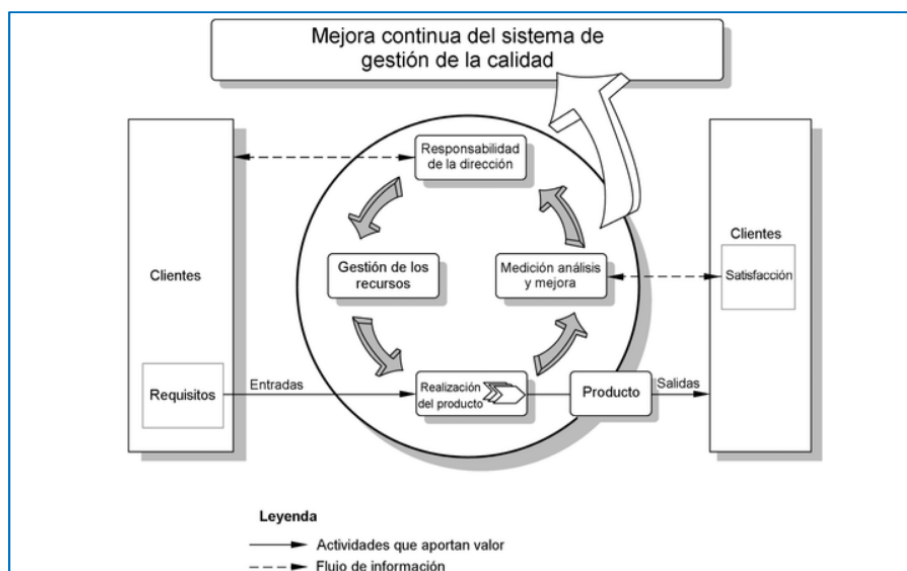 Mejora continua del sistema de
gestión de la calidad
Responsabilidad
de la dirección
Clientes
Gestión de los
recursos
Medición análisis
y mejora
Clientes
Satisfacción
Requisitos
Entradas
Realización
del producto
Producto
Salidas
Leyenda
Actividades que aportan valor
Flujo de información